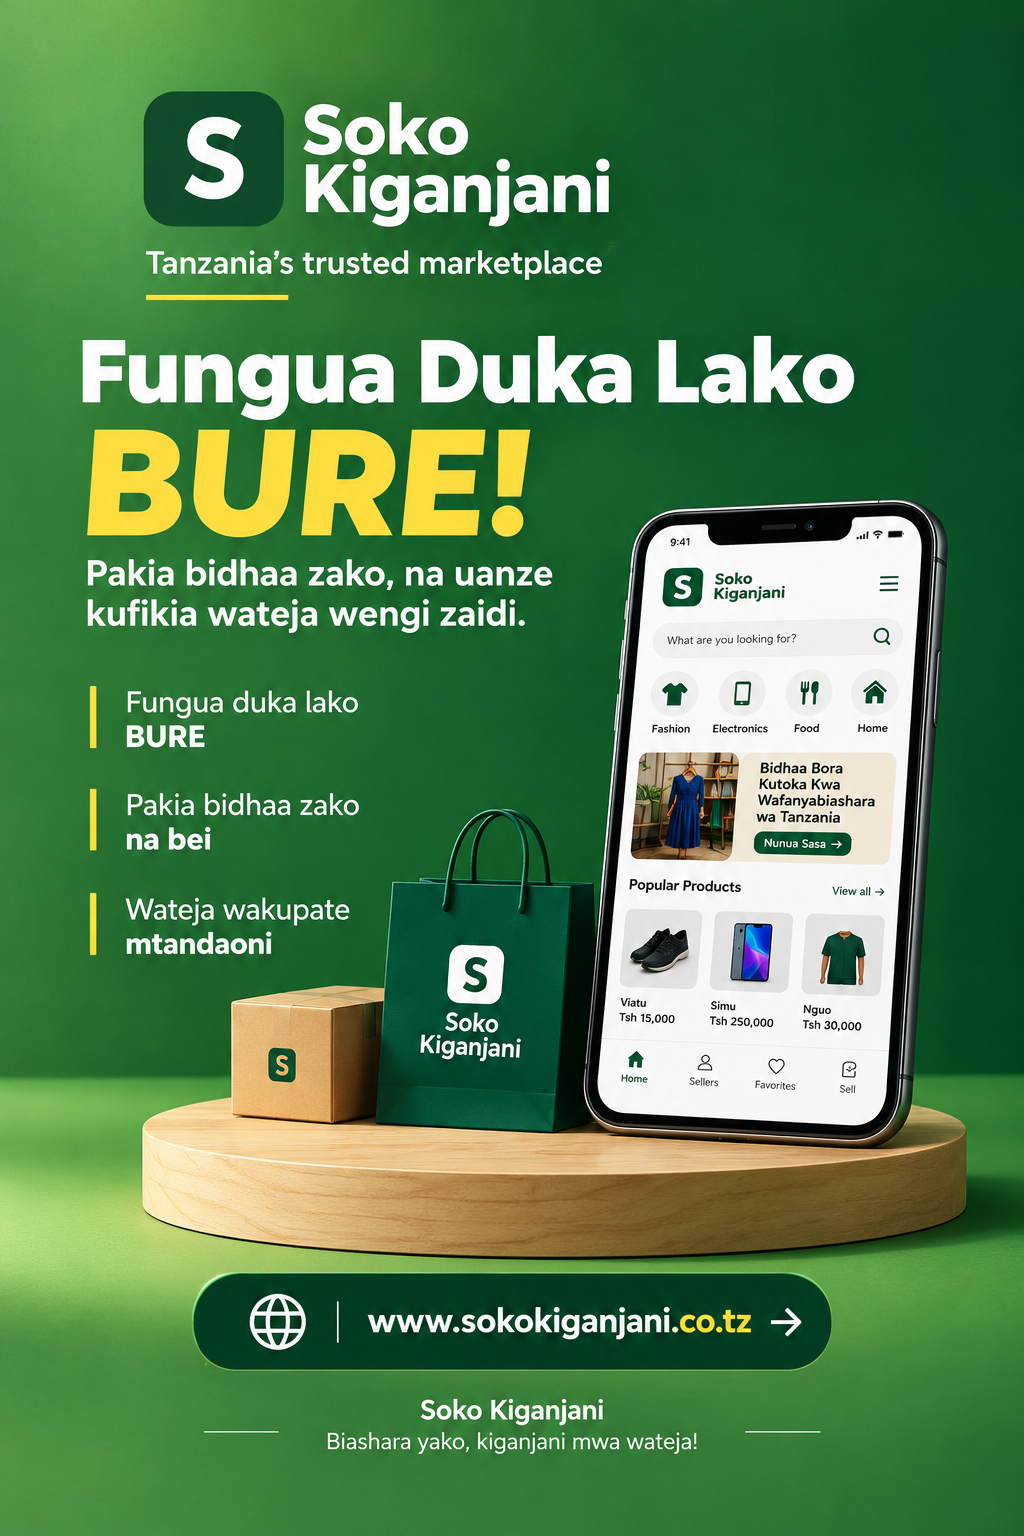 S
Soko
Kiganjani
Tanzania's trusted marketplace
Fungua Duka Lako
BURE!
Pakia bidhaa zako, na uanze
kufikia wateja wengi zaidi.
Fungua duka lako
BURE
Pakia bidhaa zako
na bei
Wateja wakupate
mtandaoni
S
S
Soko
Kiganjani
9:41
S
Soko
Kiganjani
What are you looking for?
Fashion
Electronics
Food
Home
Bidhaa Bora
Kutoka Kwa
Wafanyabiashara
wa Tanzania
Nunua Sasa →
Popular Products
View all →
Viatu
Tsh 15,000
Simu
Tsh 250,000
Nguo
Tsh 30,000
Home
Sellers
Favorites
Sell
www.sokokiganjani.co.tz →
Soko Kiganjani
Biashara yako, kiganjani mwa wateja!